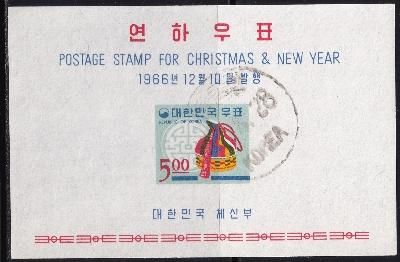 연하우표
POSTAGE STAMP FOR CHRISTMAS & NEW YEAR
1966년 12월 10일 발행
대한민국우표
REPUBLIC OF KOREA
5.00
28
KOREA
대한민국 체신부